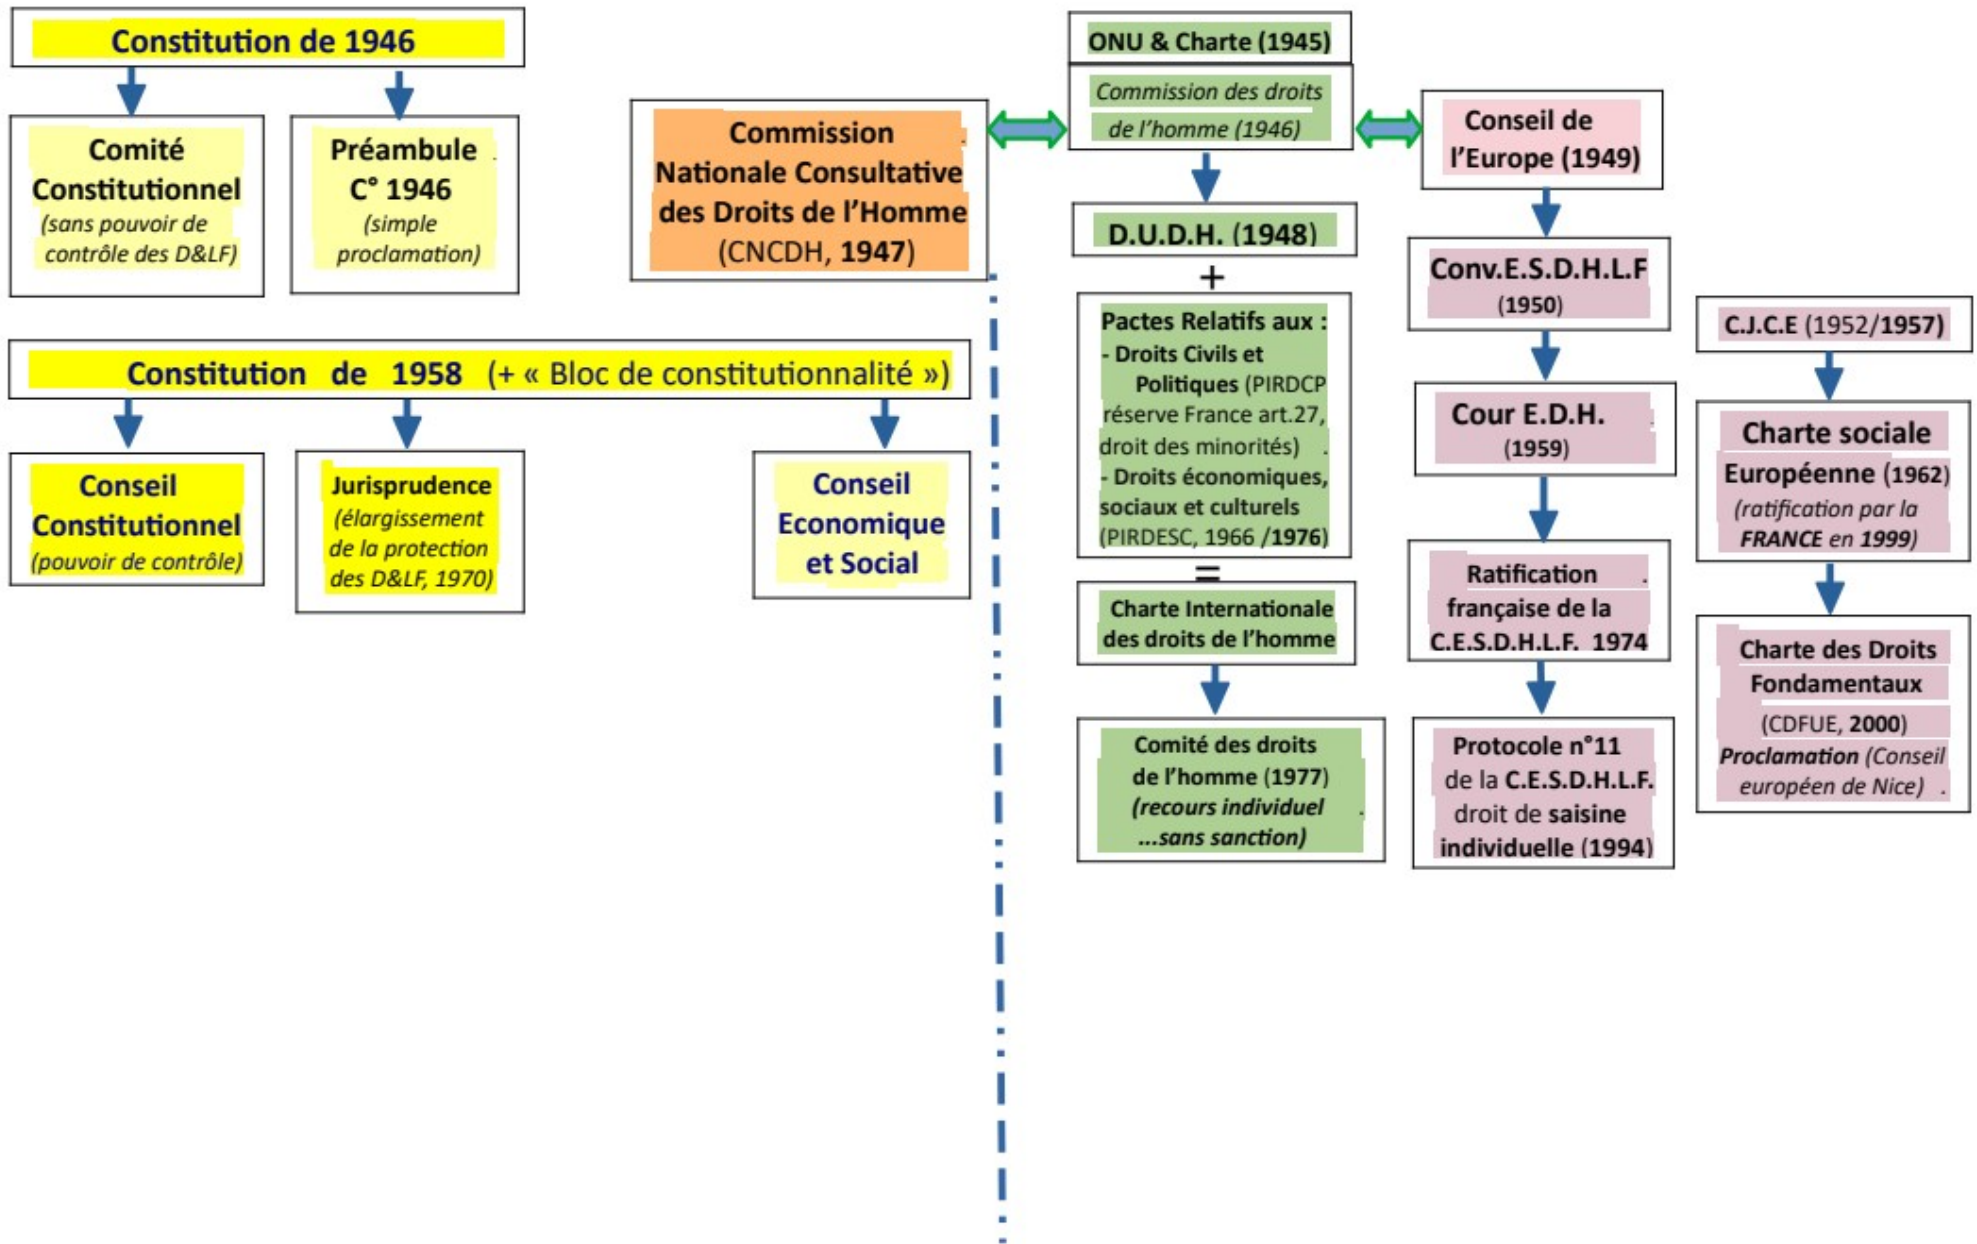 Constitution de 1946
Comité
Constitutionnel
(sans pouvoir de
contrôle des D&LF)
Préambule .
C° 1946
(simple
proclamation)
Constitution de 1958 (+ « Bloc de constitutionnalité »)
Conseil
Constitutionnel
(pouvoir de contrôle)
Jurisprudence
(élargissement
de la protection
des D&LF, 1970)
Conseil
Economique
et Social
Commission .
Nationale Consultative
des Droits de l’Homme
(CNCDH, 1947)
ONU & Charte (1945)
Commission des droits
de l’homme (1946)
D.U.D.H. (1948)
+
Pactes Relatifs aux :
- Droits Civils et
Politiques (PIRDCP
réserve France art.27,
droit des minorités) .
- Droits économiques,
sociaux et culturels
(PIRDESC, 1966 /1976)
=
Charte Internationale
des droits de l’homme
Comité des droits
de l’homme (1977)
(recours individuel .
...sans sanction)
Conseil de
l’Europe (1949)
Conv.E.S.D.H.L.F
(1950)
Cour E.D.H. .
(1959)
Ratification .
française de la
C.E.S.D.H.L.F. 1974
Protocole n°11
de la C.E.S.D.H.L.F.
droit de saisine
individuelle (1994)
C.J.C.E (1952/1957)
Charte sociale
Européenne (1962)
(ratification par la
FRANCE en 1999)
Charte des Droits
Fondamentaux
(CDFUE, 2000)
Proclamation (Conseil
européen de Nice) .